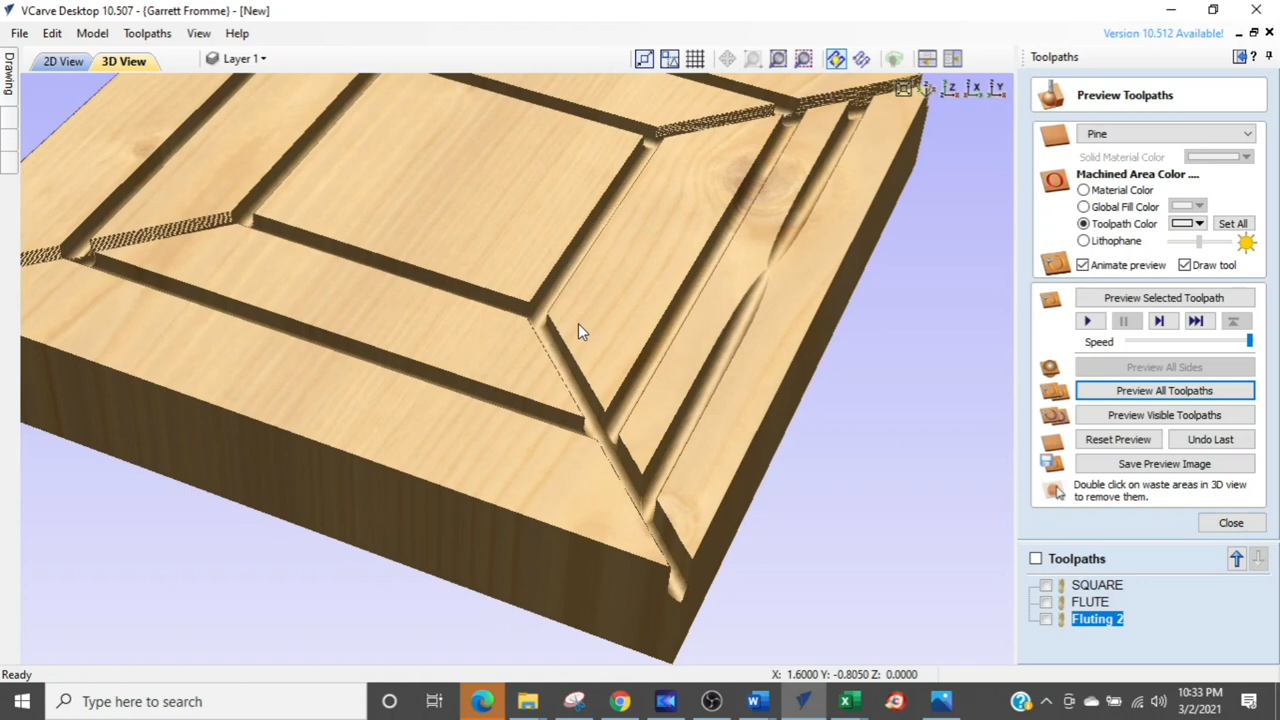 VCarve Desktop 10.507 - {Garrett Fromme} - [New]
File Edit Model Toolpaths View Help
Version 10.512 Available!
Drawing
2D View
3D View
Layer 1
Z X Y
Toolpaths
?
Preview Toolpaths
Pine
Solid Material Color
Machined Area Color ....
Material Color
Global Fill Color
Toolpath Color
Set All
Lithophane
Animate preview
Draw tool
Preview Selected Toolpath
Speed
Preview All Sides
Preview All Toolpaths
Preview Visible Toolpaths
Reset Preview
Undo Last
Save Preview Image
Double click on waste areas in 3D view
to remove them.
Close
Toolpaths
SQUARE
FLUTE
Fluting 2
Ready
X: 1.6000 Y: -0.8050 Z: 0.0000
Type here to search
10:33 PM
3/2/2021